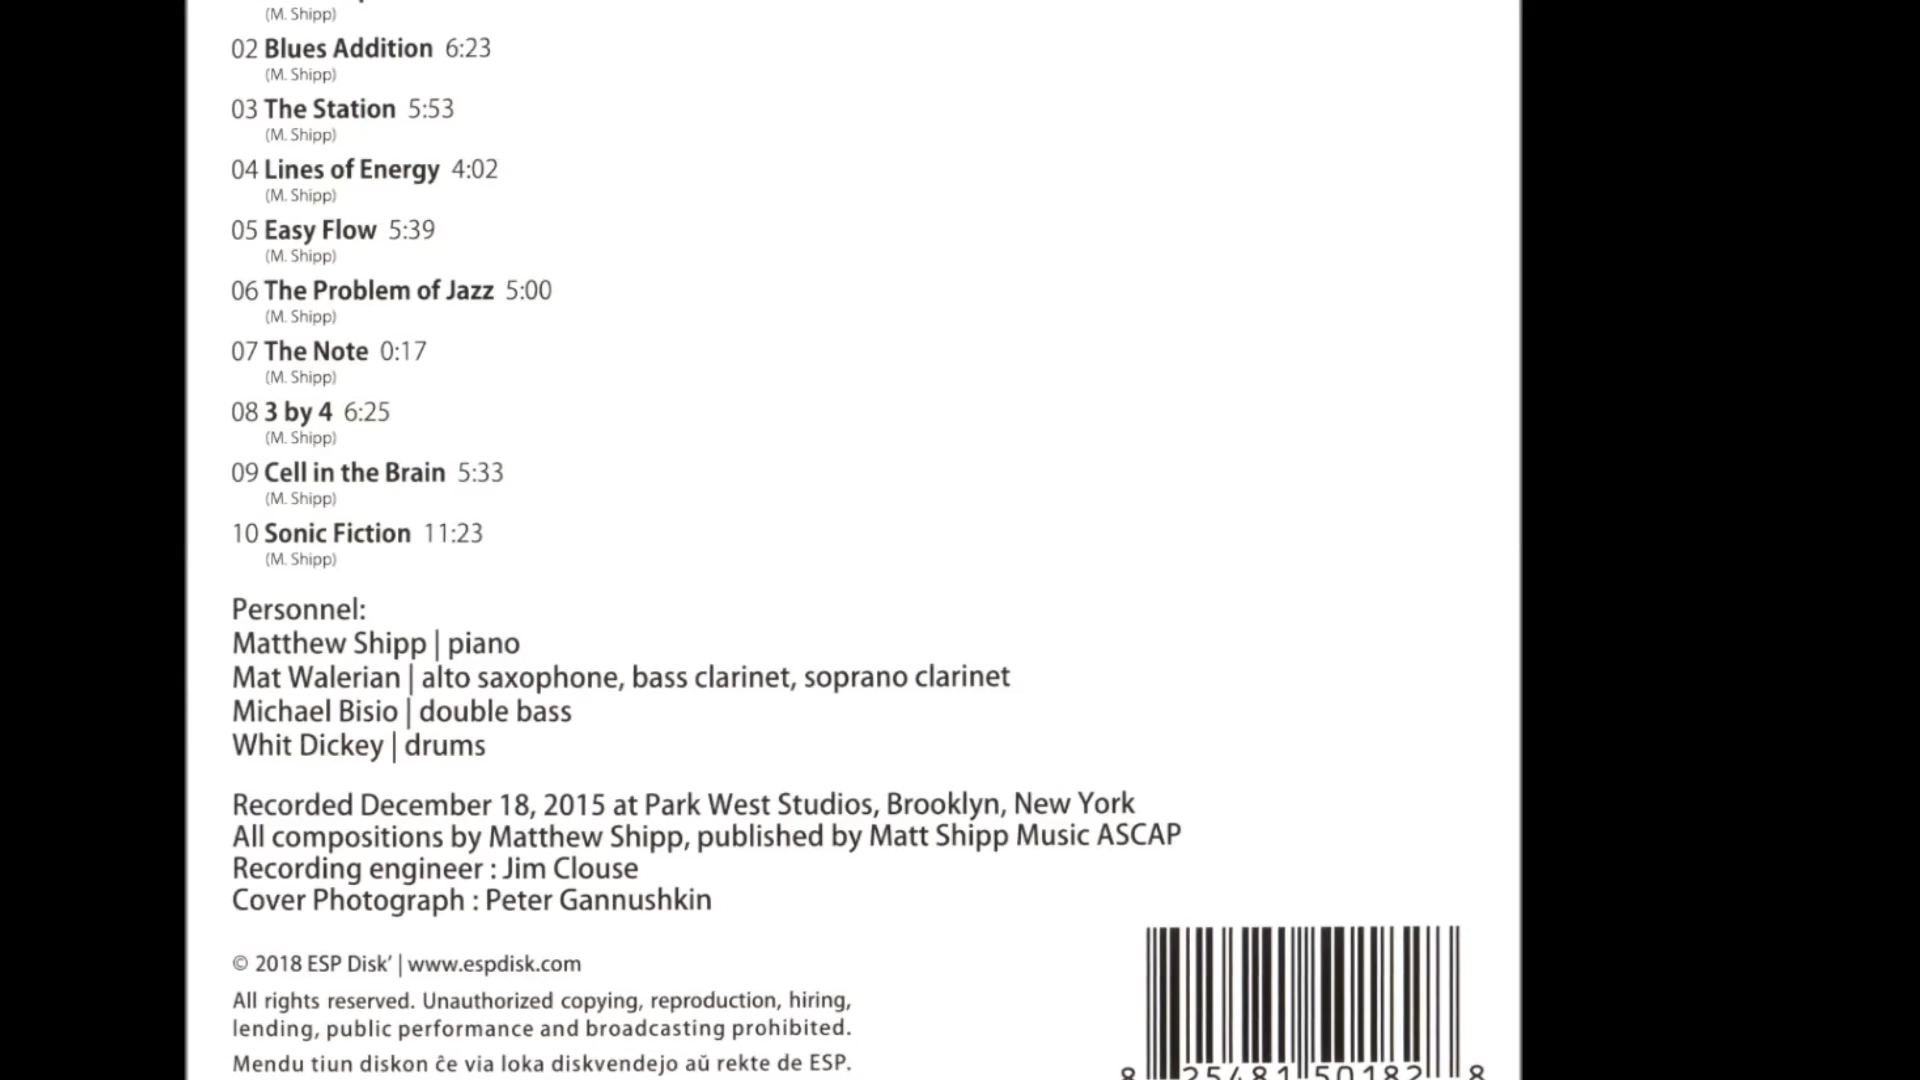 (M. Shipp)
02 Blues Addition 6:23
(M. Shipp)
03 The Station 5:53
(M. Shipp)
04 Lines of Energy 4:02
(M. Shipp)
05 Easy Flow 5:39
(M. Shipp)
06 The Problem of Jazz 5:00
(M. Shipp)
07 The Note 0:17
(M. Shipp)
08 3 by 4 6:25
(M. Shipp)
09 Cell in the Brain 5:33
(M. Shipp)
10 Sonic Fiction 11:23
(M. Shipp)
Personnel:
Matthew Shipp | piano
Mat Walerian | alto saxophone, bass clarinet, soprano clarinet
Michael Bisio | double bass
Whit Dickey | drums
Recorded December 18, 2015 at Park West Studios, Brooklyn, New York
All compositions by Matthew Shipp, published by Matt Shipp Music ASCAP
Recording engineer : Jim Clouse
Cover Photograph : Peter Gannushkin
© 2018 ESP Disk’ | www.espdisk.com
All rights reserved. Unauthorized copying, reproduction, hiring,
lending, public performance and broadcasting prohibited.
Mendu tiun diskon ĉe via loka diskvendejo aŭ rekte de ESP.
8 25481 50182 8